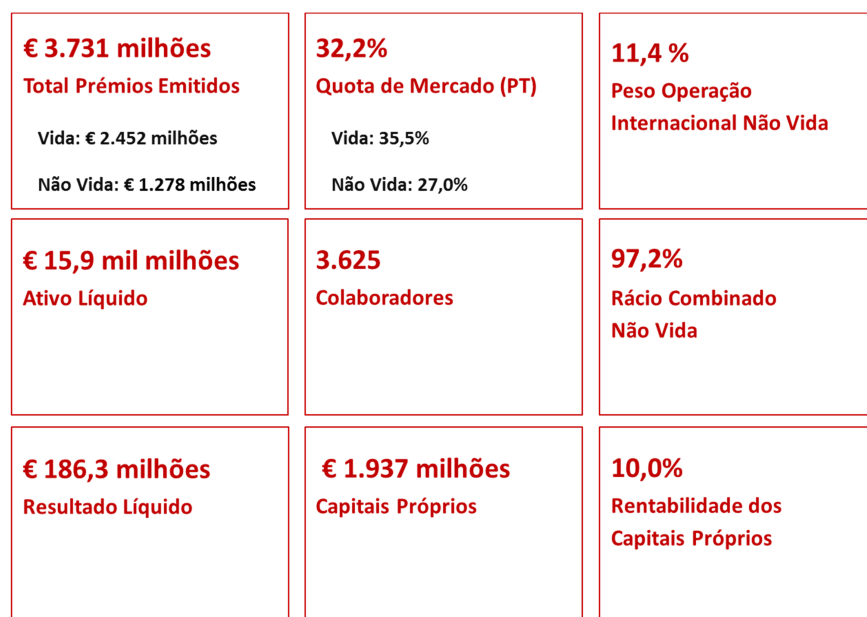 € 3.731 milhões
Total Prémios Emitidos
Vida: € 2.452 milhões
Não Vida: € 1.278 milhões
32,2%
Quota de Mercado (PT)
Vida: 35,5%
Não Vida: 27,0%
11,4 %
Peso Operação
Internacional Não Vida
€ 15,9 mil milhões
Ativo Líquido
3.625
Colaboradores
97,2%
Rácio Combinado
Não Vida
€ 186,3 milhões
Resultado Líquido
€ 1.937 milhões
Capitais Próprios
10,0%
Rentabilidade dos
Capitais Próprios